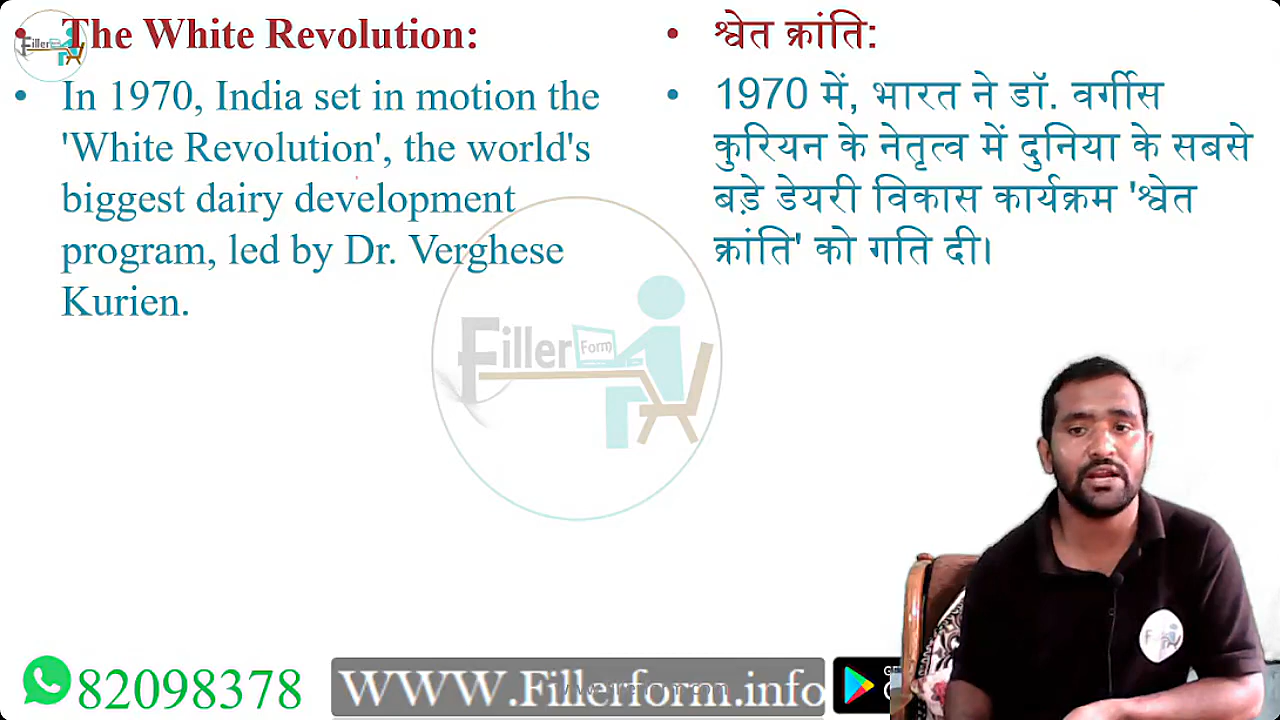 The White Revolution:
In 1970, India set in motion the
'White Revolution', the world's
biggest dairy development
program, led by Dr. Verghese
Kurien.
श्वेत क्रांति:
1970 में, भारत ने डॉ. वर्गीस
कुरियन के नेतृत्व में दुनिया के सबसे
बड़े डेयरी विकास कार्यक्रम 'श्वेत
क्रांति' को गति दी।
Filler Form
82098378
WWW.Fillerform.info